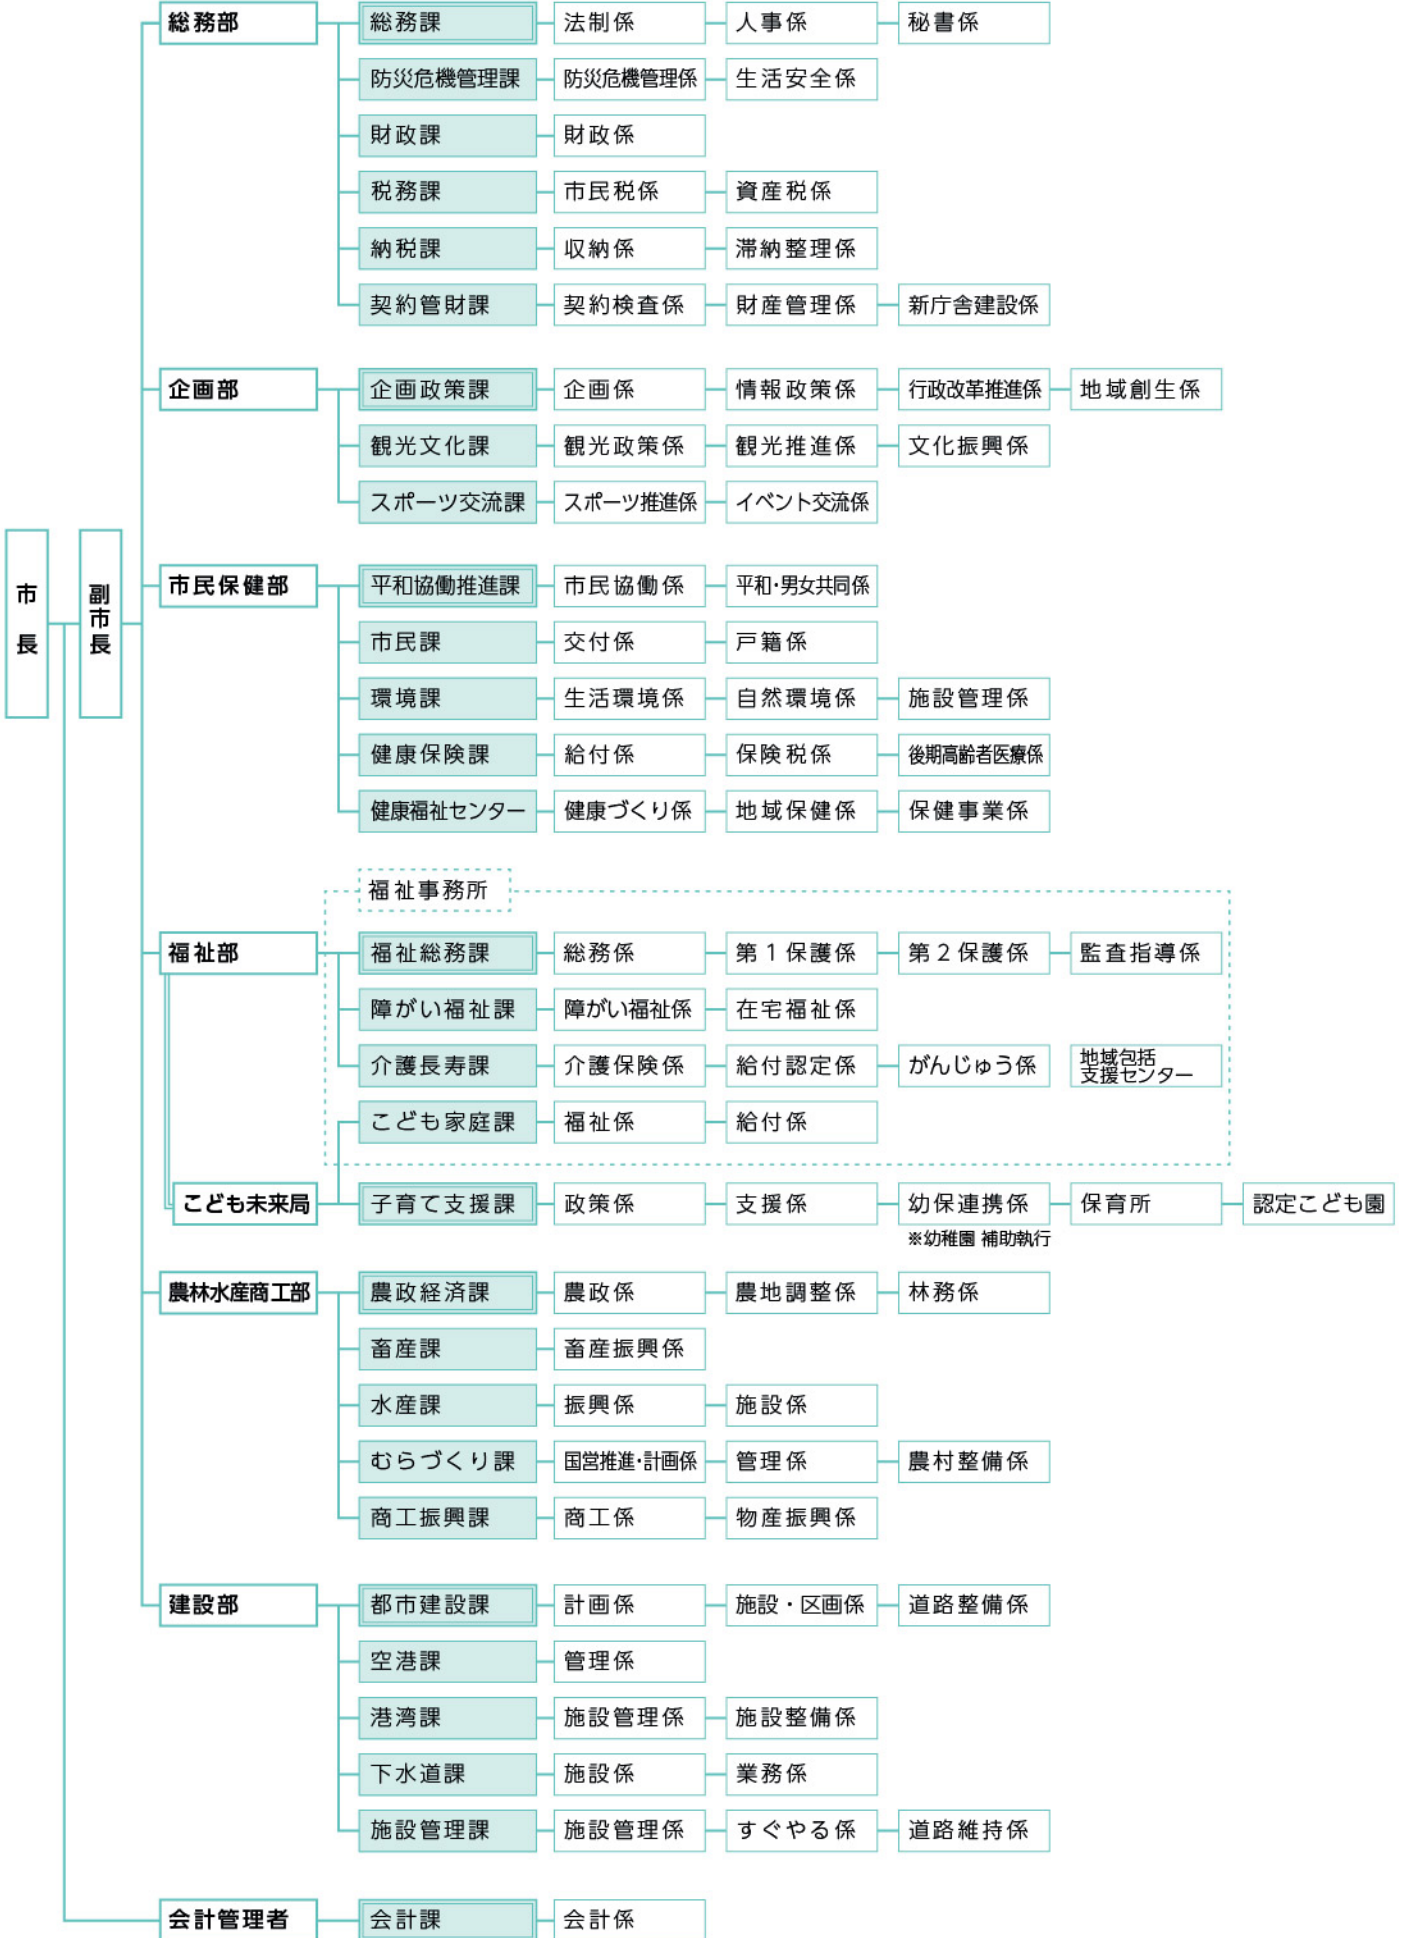 総務部 総務課 法制係 人事係 秘書係
防災危機管理課 防災危機管理係 生活安全係
財政課 財政係
税務課 市民税係 資産税係
納税課 収納係 滞納整理係
契約管財課 契約検査係 財産管理係 新庁舎建設係
企画部 企画政策課 企画係 情報政策係 行政改革推進係 地域創生係
観光文化課 観光政策係 観光推進係 文化振興係
スポーツ交流課 スポーツ推進係 イベント交流係
市長
副市長
市民保健部 平和協働推進課 市民協働係 平和・男女共同係
市民課 交付係 戸籍係
環境課 生活環境係 自然環境係 施設管理係
健康保険課 給付係 保険税係 後期高齢者医療係
健康福祉センター 健康づくり係 地域保健係 保健事業係
福祉事務所
福祉部 福祉総務課 総務係 第1保護係 第2保護係 監査指導係
障がい福祉課 障がい福祉係 在宅福祉係
介護長寿課 介護保険係 給付認定係 がんじゅう係 地域包括
支援センター
こども家庭課 福祉係 給付係
こども未来局 子育て支援課 政策係 支援係 幼保連携係 保育所 認定こども園
※幼稚園 補助執行
農林水産商工部 農政経済課 農政係 農地調整係 林務係
畜産課 畜産振興係
水産課 振興係 施設係
むらづくり課 国営推進・計画係 管理係 農村整備係
商工振興課 商工係 物産振興係
建設部 都市建設課 計画係 施設・区画係 道路整備係
空港課 管理係
港湾課 施設管理係 施設整備係
下水道課 施設係 業務係
施設管理課 施設管理係 すぐやる係 道路維持係
会計管理者 会計課 会計係